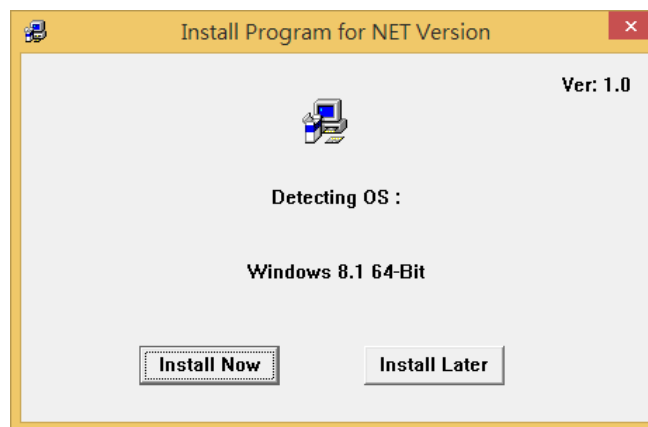 Install Program for NET Version
Ver: 1.0
Detecting OS :
Windows 8.1 64-Bit
Install Now
Install Later